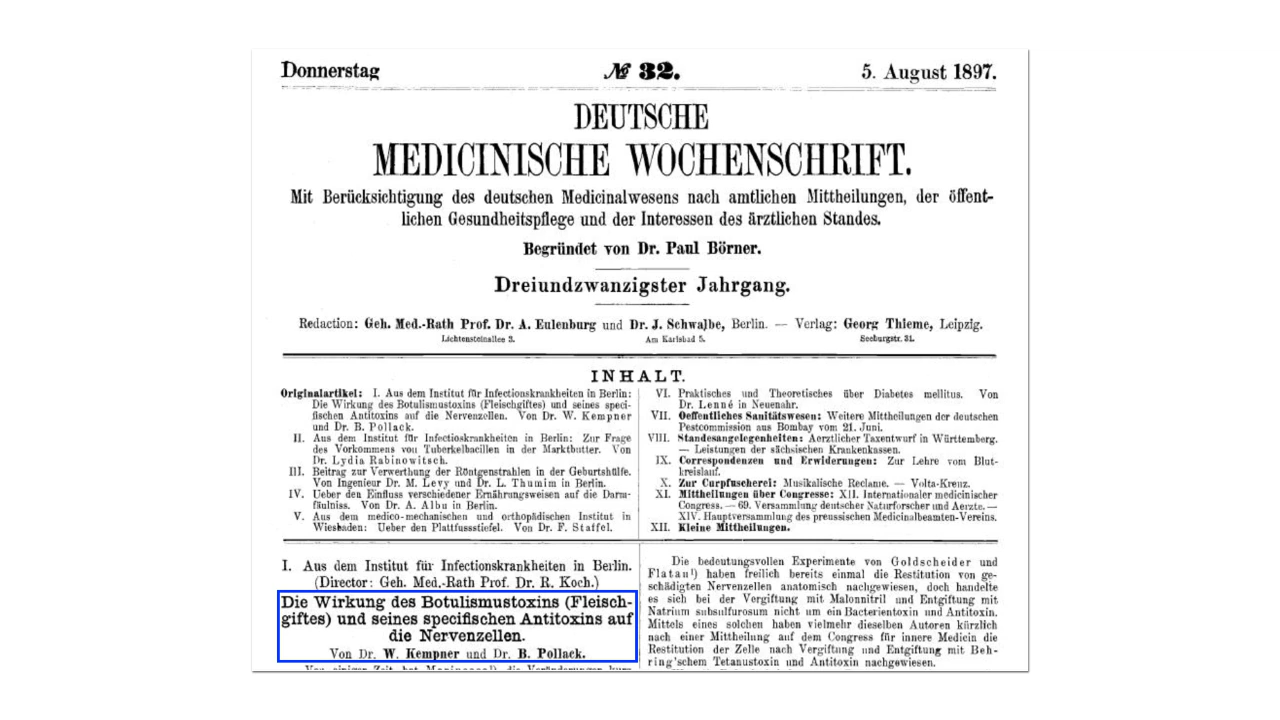 Donnerstag № 32. 5. August 1897.
DEUTSCHE
MEDICINISCHE WOCHENSCHRIFT.
Mit Berücksichtigung des deutschen Medicinalwesens nach amtlichen Mittheilungen, der öffent-
lichen Gesundheitspflege und der Interessen des ärztlichen Standes.
Begründet von Dr. Paul Börner.
Dreiundzwanzigster Jahrgang.
Redaction: Geh. Med.-Rath Prof. Dr. A. Eulenburg und Dr. J. Schwalbe, Berlin. — Verlag: Georg Thieme, Leipzig.
Lichtensteinallee 3. Am Karlsbad 5. Seeburgstr. 31.
INHALT.
Originalartikel: I. Aus dem Institut für Infectionskrankheiten in Berlin:
Die Wirkung des Botulismustoxins (Fleischgiftes) und seines speci-
fischen Antitoxins auf die Nervenzellen. Von Dr. W. Kempner
und Dr. B. Pollack.
II. Aus dem Institut für Infectioskrankheiten in Berlin: Zur Frage
des Vorkommens von Tuberkelbacillen in der Marktbutter. Von
Dr. Lydia Rabinowitsch.
III. Beitrag zur Verwerthung der Röntgenstrahlen in der Geburtshülfe.
Von Ingenieur Dr. M. Levy und Dr. L. Thumim in Berlin.
IV. Ueber den Einfluss verschiedener Ernährungsweisen auf die Darm-
fäulniss. Von Dr. A. Albu in Berlin.
V. Aus dem medico-mechanischen und orthopädischen Institut in
Wiesbaden: Ueber den Plattfussstiefel. Von Dr. F. Staffel.
VI. Praktisches und Theoretisches über Diabetes mellitus. Von
Dr. Lenné in Neuenahr.
VII. Oeffentliches Sanitätswesen: Weitere Mittheilungen der deutschen
Pestcommission aus Bombay vom 21. Juni.
VIII. Standesangelegenheiten: Aerztlicher Taxentwurf in Württemberg.
— Leistungen der sächsischen Krankenkassen.
IX. Correspondenzen und Erwiderungen: Zur Lehre vom Blut-
kreislauf.
X. Zur Curpfuscherei: Musikalische Reclame. — Volta-Kreuz.
XI. Mittheilungen über Congresse: XII. Internationaler medicinischer
Congress. — 69. Versammlung deutscher Naturforscher und Aerzte. —
XIV. Hauptversammlung des preussischen Medicinalbeamten-Vereins.
XII. Kleine Mittheilungen.
I. Aus dem Institut für Infectionskrankheiten in Berlin.
(Director: Geh. Med.-Rath Prof. Dr. R. Koch.)
Die Wirkung des Botulismustoxins (Fleisch-
giftes) und seines specifischen Antitoxins auf
die Nervenzellen.
Von Dr. W. Kempner und Dr. B. Pollack.
Die bedeutungsvollen Experimente von Goldscheider und
Flatau¹) haben freilich bereits einmal die Restitution von ge-
schädigten Nervenzellen anatomisch nachgewiesen, doch handelte
es sich bei der Vergiftung mit Malonnitril und Entgiftung mit
Natrium subsulfurosum nicht um ein Bacterientoxin und Antitoxin.
Mittels eines solchen haben vielmehr dieselben Autoren kürzlich
nach einer Mittheilung auf dem Congress für innere Medicin die
Restitution der Zelle nach Vergiftung und Entgiftung mit Beh-
ring'schem Tetanustoxin und Antitoxin nachgewiesen.